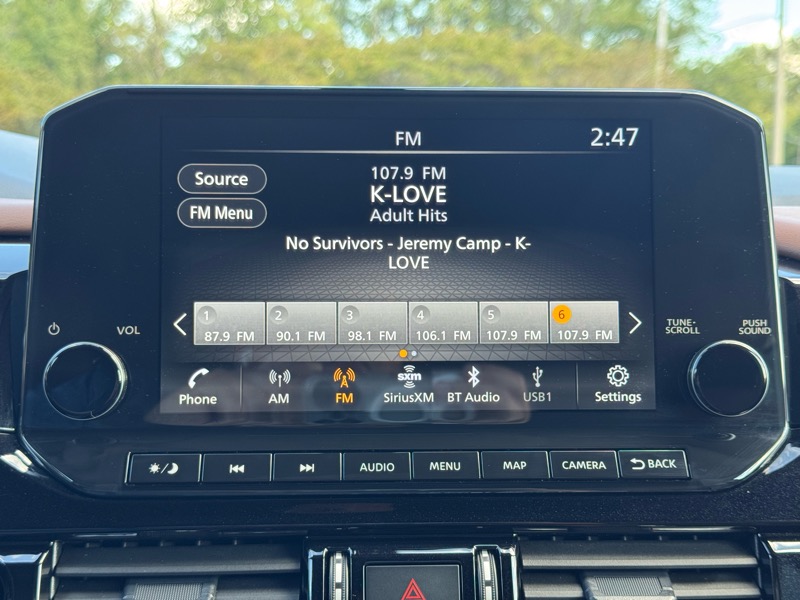 FM
2:47
Source
107.9 FM
K-LOVE
FM Menu
Adult Hits
No Survivors - Jeremy Camp - K-
LOVE
1 2 3 4 5 6
87.9 FM 90.1 FM 98.1 FM 106.1 FM 107.9 FM 107.9 FM
VOL
TUNE·
SCROLL
PUSH
SOUND
sxm
Phone AM FM SiriusXM BT Audio USB1 Settings
AUDIO MENU MAP CAMERA BACK